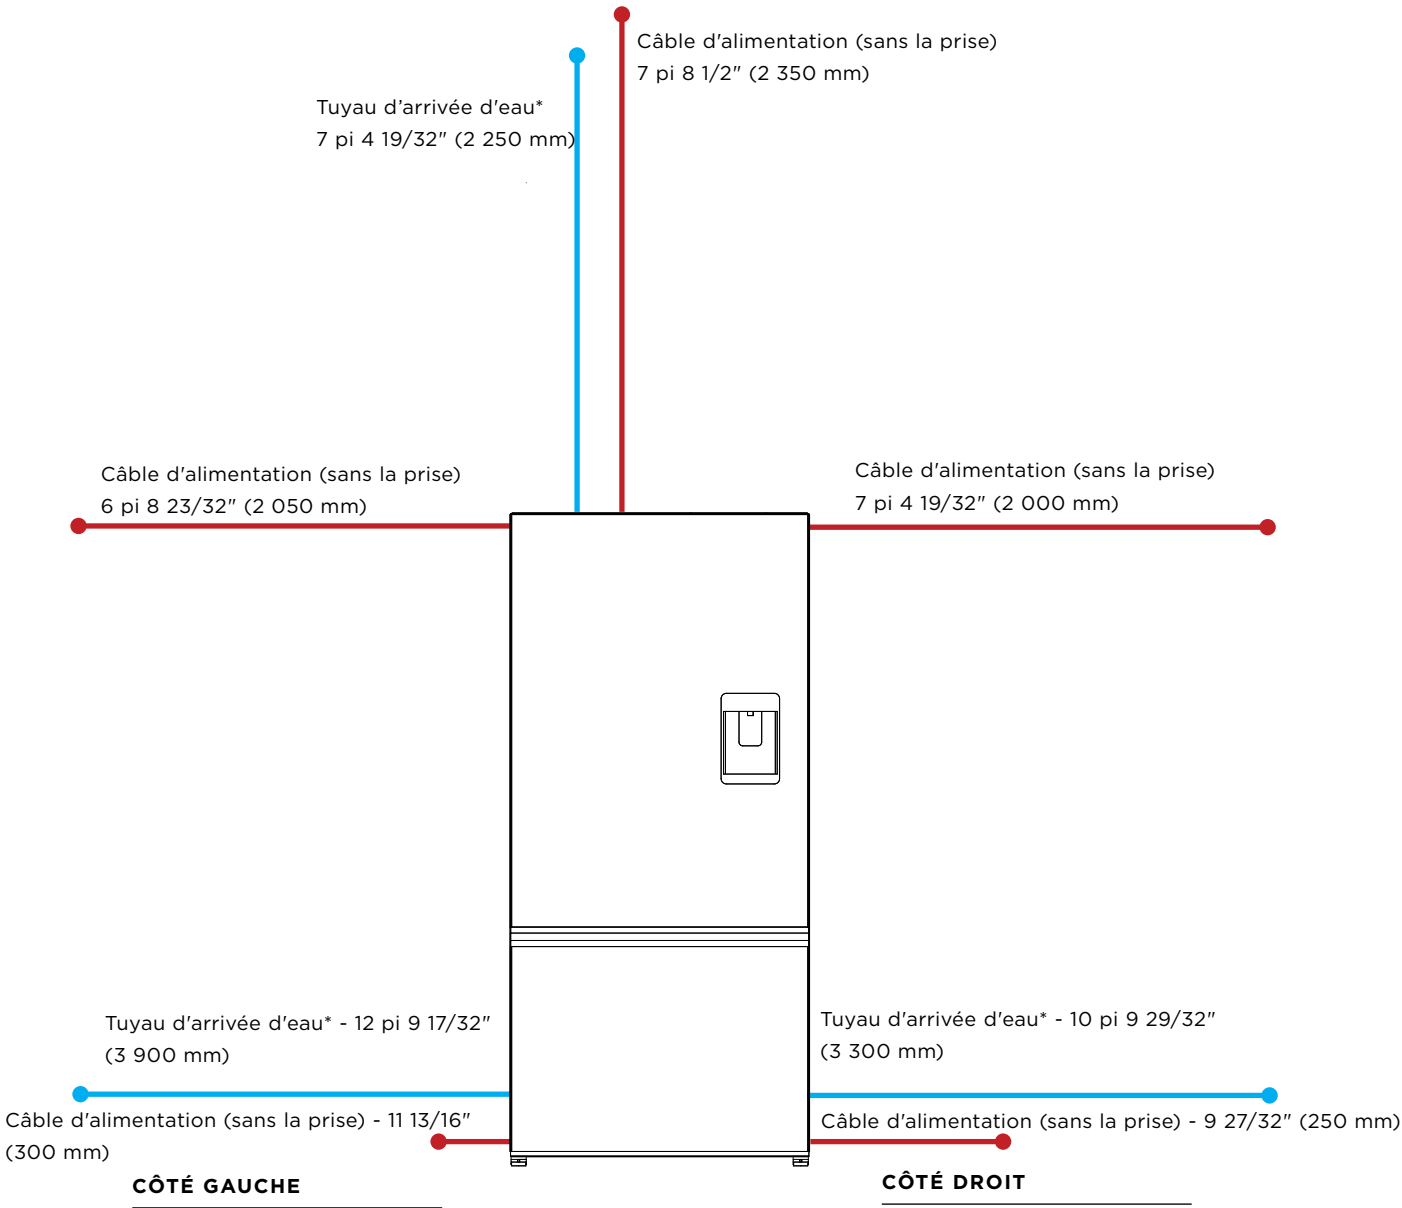 Câble d'alimentation (sans la prise)
7 pi 8 1/2" (2 350 mm)
Tuyau d’arrivée d'eau*
7 pi 4 19/32" (2 250 mm)
Câble d'alimentation (sans la prise)
6 pi 8 23/32" (2 050 mm)
Câble d'alimentation (sans la prise)
7 pi 4 19/32" (2 000 mm)
Tuyau d'arrivée d'eau* - 12 pi 9 17/32"
(3 900 mm)
Tuyau d'arrivée d'eau* - 10 pi 9 29/32"
(3 300 mm)
Câble d'alimentation (sans la prise) - 11 13/16"
(300 mm)
Câble d'alimentation (sans la prise) - 9 27/32" (250 mm)
CÔTÉ GAUCHE
CÔTÉ DROIT